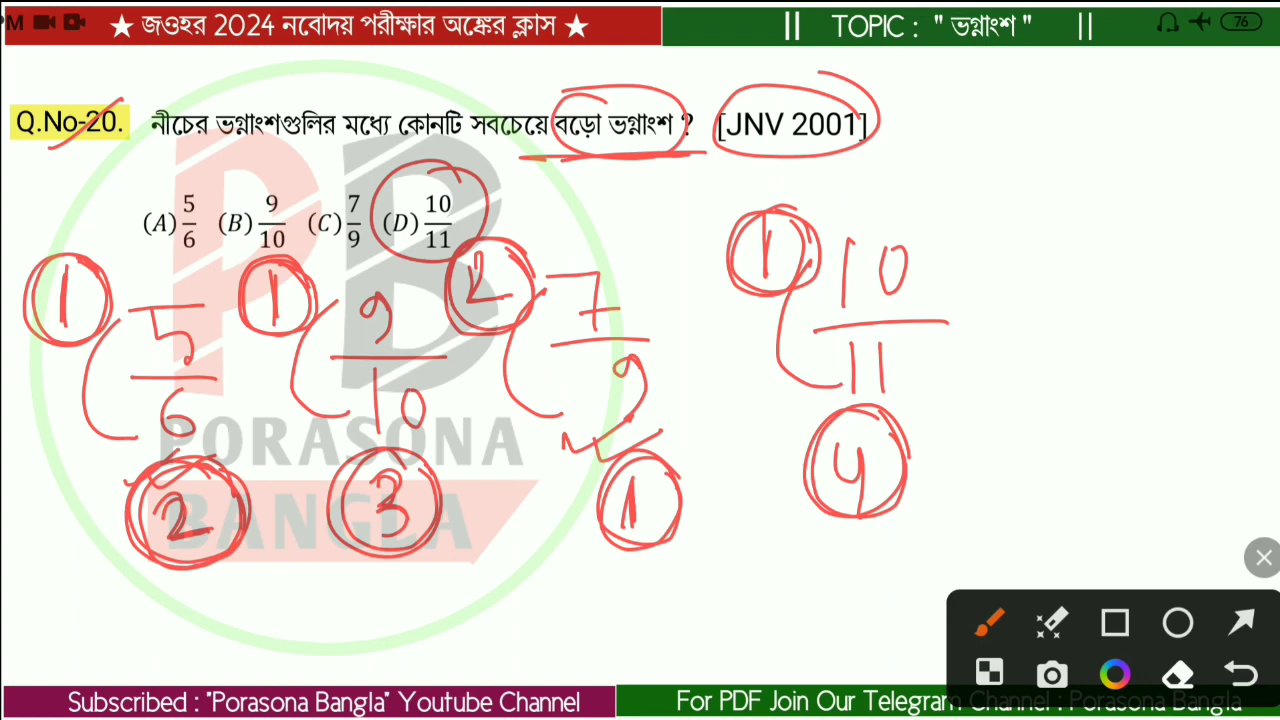 PM
★ জওহর 2024 নবোদয় পরীক্ষার অঙ্কের ক্লাস ★
|| TOPIC : " ভগ্নাংশ " ||
76
Q.No-20. নীচের ভগ্নাংশগুলির মধ্যে কোনটি সবচেয়ে বড়ো ভগ্নাংশ ? [JNV 2001]
(A) 5/6 (B) 9/10 (C) 7/9 (D) 10/11
1 5/6 1 9/10 2 7/9 1 10/11
2 3 1 4
PB
PORASONA
BANGLA
Subscribed : "Porasona Bangla" Youtube Channel
For PDF Join Our Telegram Channel : Porasona Bangla